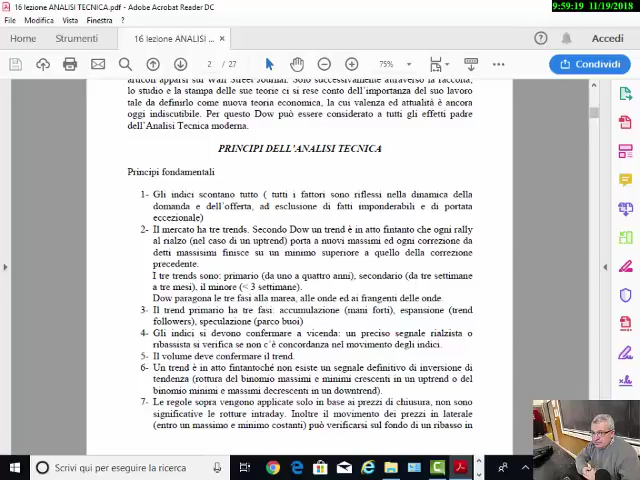 16 lezione ANALISI TECNICA.pdf - Adobe Acrobat Reader DC
9:59:19 11/19/2018
File Modifica Vista Finestra ?
Home Strumenti 16 lezione ANALISI ... × Accedi
2 / 27 75% Condividi
articoli apparsi sul Wall Street Journal. Solo successivamente attraverso la raccolta,
lo studio e la stampa delle sue teorie ci si rese conto dell'importanza del suo lavoro
tale da definirlo come nuova teoria economica, la cui valenza ed attualità è ancora
oggi indiscutibile. Per questo Dow può essere considerato a tutti gli effetti padre
dell'Analisi Tecnica moderna.
PRINCIPI DELL'ANALISI TECNICA
Principi fondamentali
1- Gli indici scontano tutto ( tutti i fattori sono riflessi nella dinamica della
domanda e dell'offerta, ad esclusione di fatti imponderabili e di portata
eccezionale)
2- Il mercato ha tre trends. Secondo Dow un trend è in atto fintanto che ogni rally
al rialzo (nel caso di un uptrend) porta a nuovi massimi ed ogni correzione da
detti massimi finisce su un minimo superiore a quello della correzione
precedente.
I tre trends sono: primario (da uno a quattro anni), secondario (da tre settimane
a tre mesi), il minore (< 3 settimane).
Dow paragona le tre fasi alla marea, alle onde ed ai frangenti delle onde.
3- Il trend primario ha tre fasi: accumulazione (mani forti), espansione (trend
followers), speculazione (parco buoi)
4- Gli indici si devono confermare a vicenda: un preciso segnale rialzista o
ribassista si verifica se non c'è concordanza nel movimento degli indici.
5- Il volume deve confermare il trend.
6- Un trend è in atto fintantoché non esiste un segnale definitivo di inversione di
tendenza (rottura del binomio massimi e minimi crescenti in un uptrend o del
binomio minimi e massimi decrescenti in un downtrend).
7- Le regole sopra vengono applicate solo in base ai prezzi di chiusura, non sono
significative le rotture intraday. Inoltre il movimento dei prezzi in laterale
(entro un massimo e minimo costanti) può verificarsi sul fondo di un ribasso in
Scrivi qui per eseguire la ricerca